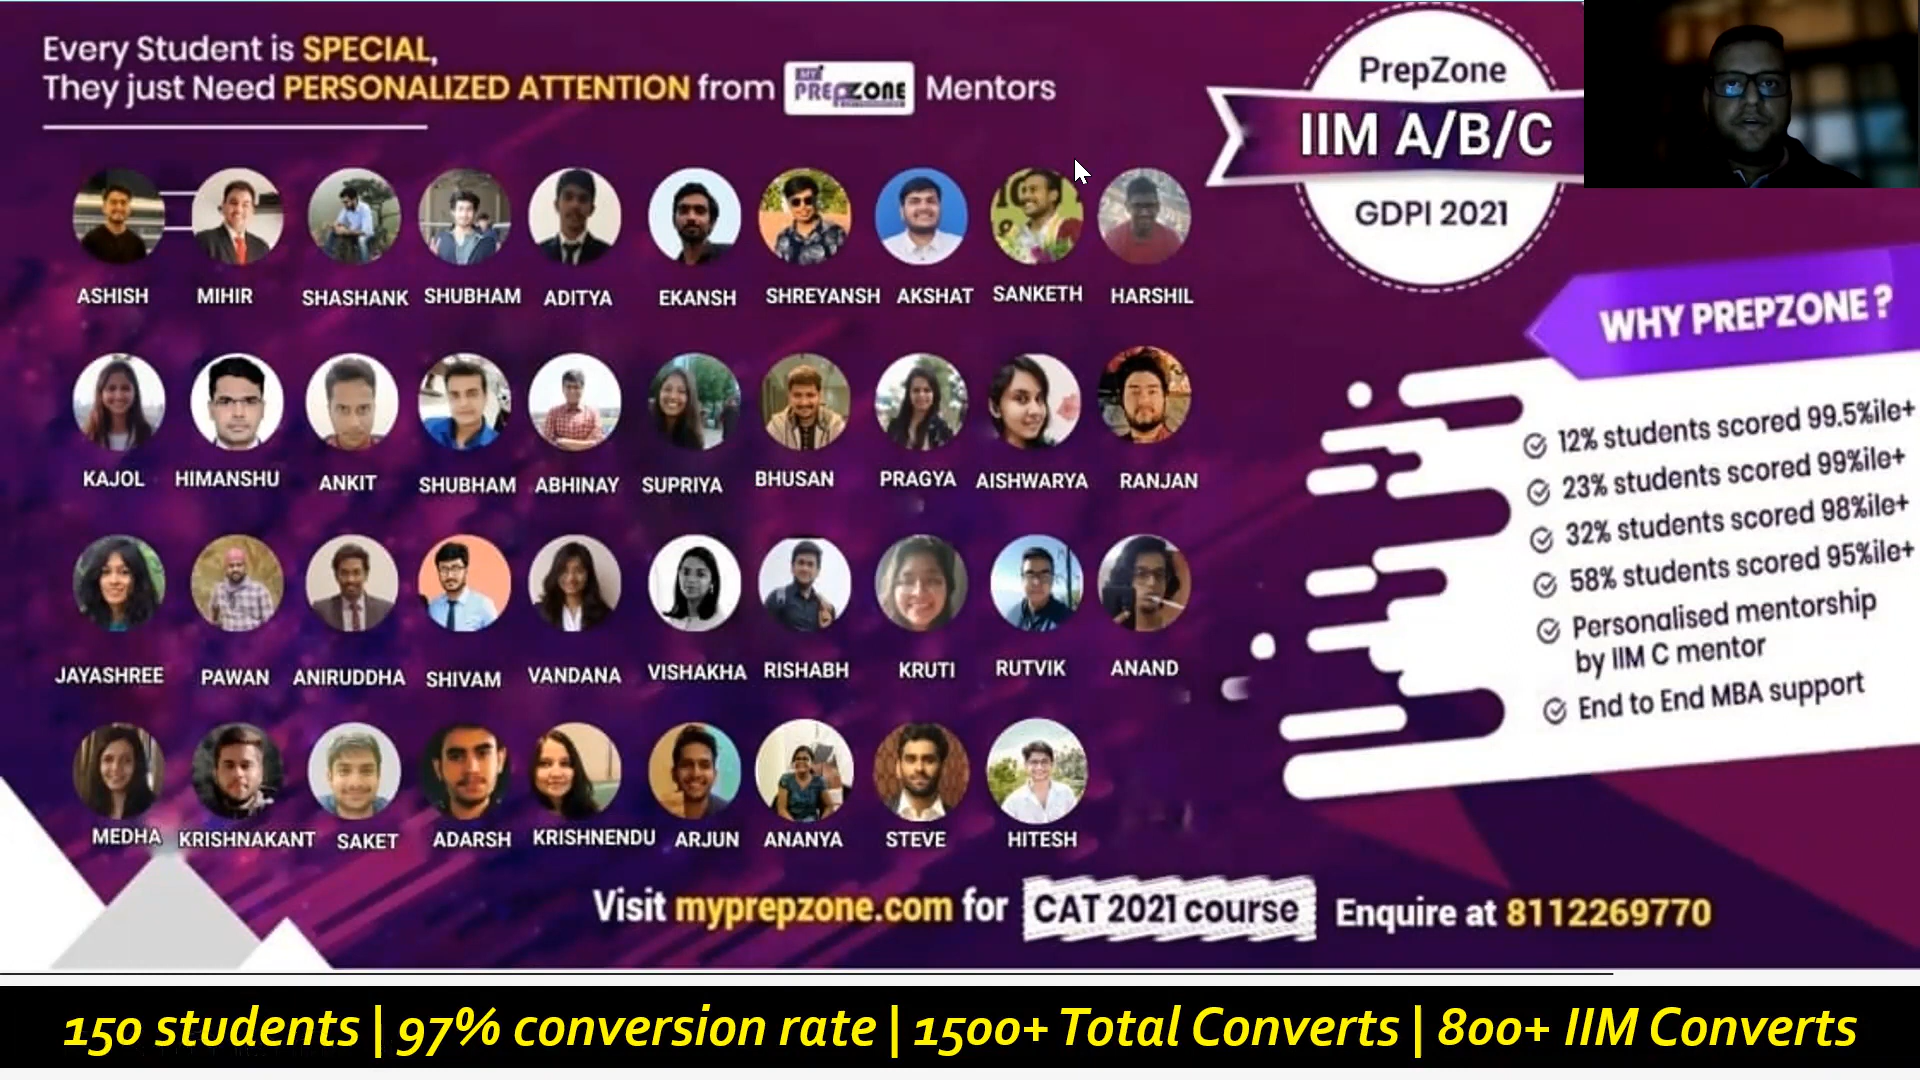 Every Student is SPECIAL,
They just Need PERSONALIZED ATTENTION from MY PREPZONE Mentors
PrepZone
IIM A/B/C
GDPI 2021
ASHISH MIHIR SHASHANK SHUBHAM ADITYA EKANSH SHREYANSH AKSHAT SANKETH HARSHIL
WHY PREPZONE ?
12% students scored 99.5%ile+
23% students scored 99%ile+
32% students scored 98%ile+
58% students scored 95%ile+
Personalised mentorship
by IIM C mentor
End to End MBA support
KAJOL HIMANSHU ANKIT SHUBHAM ABHINAY SUPRIYA BHUSAN PRAGYA AISHWARYA RANJAN
JAYASHREE PAWAN ANIRUDDHA SHIVAM VANDANA VISHAKHA RISHABH KRUTI RUTVIK ANAND
MEDHA KRISHNAKANT SAKET ADARSH KRISHNENDU ARJUN ANANYA STEVE HITESH
Visit myprepzone.com for CAT 2021 course Enquire at 8112269770
150 students | 97% conversion rate | 1500+ Total Converts | 800+ IIM Converts